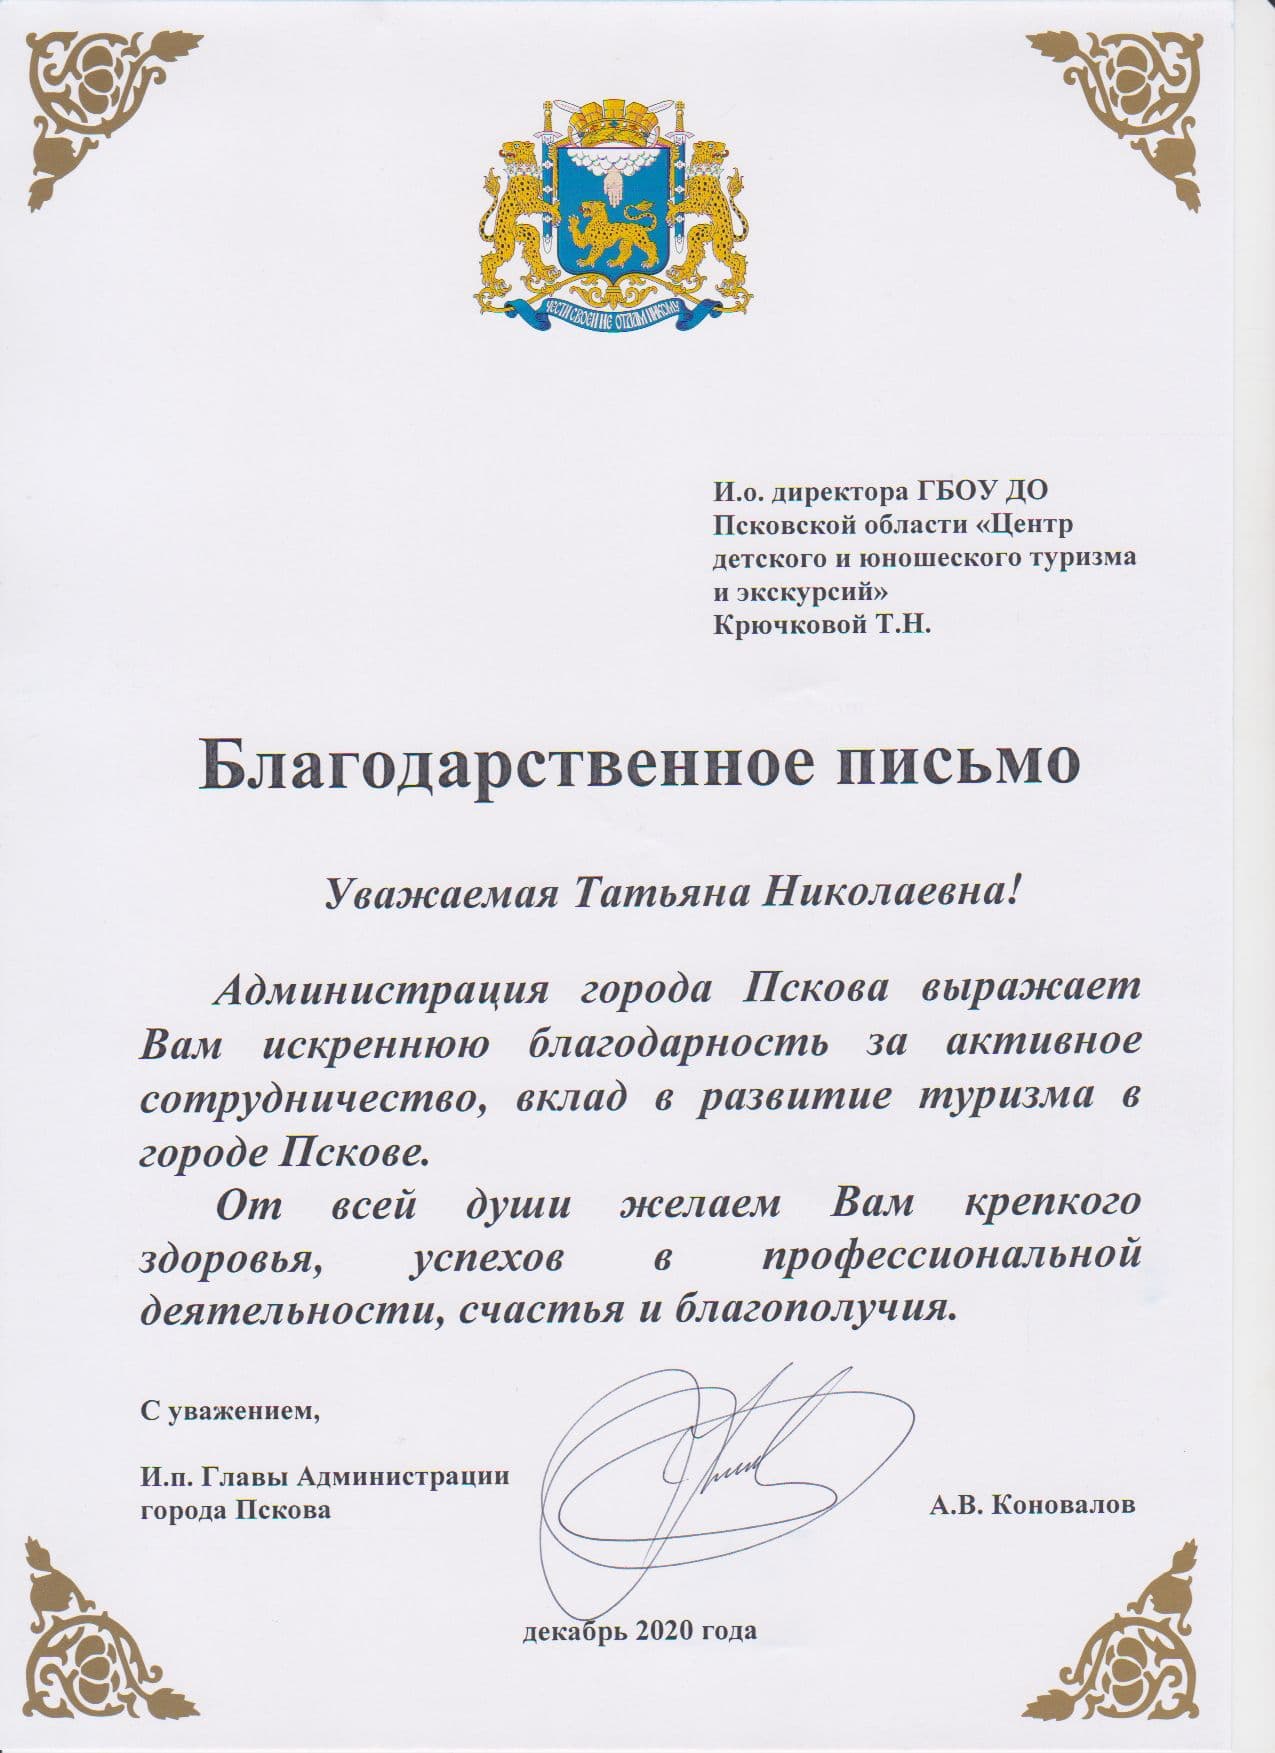 ЧЕСТИ СВОЕЙ НЕ ОТДАМ НИКОМУ
И.о. директора ГБОУ ДО
Псковской области «Центр
детского и юношеского туризма
и экскурсий»
Крючковой Т.Н.
Благодарственное письмо
Уважаемая Татьяна Николаевна!
Администрация города Пскова выражает
Вам искреннюю благодарность за активное
сотрудничество, вклад в развитие туризма в
городе Пскове.
От всей души желаем Вам крепкого
здоровья, успехов в профессиональной
деятельности, счастья и благополучия.
С уважением,
И.п. Главы Администрации
города Пскова
А.В. Коновалов
декабрь 2020 года